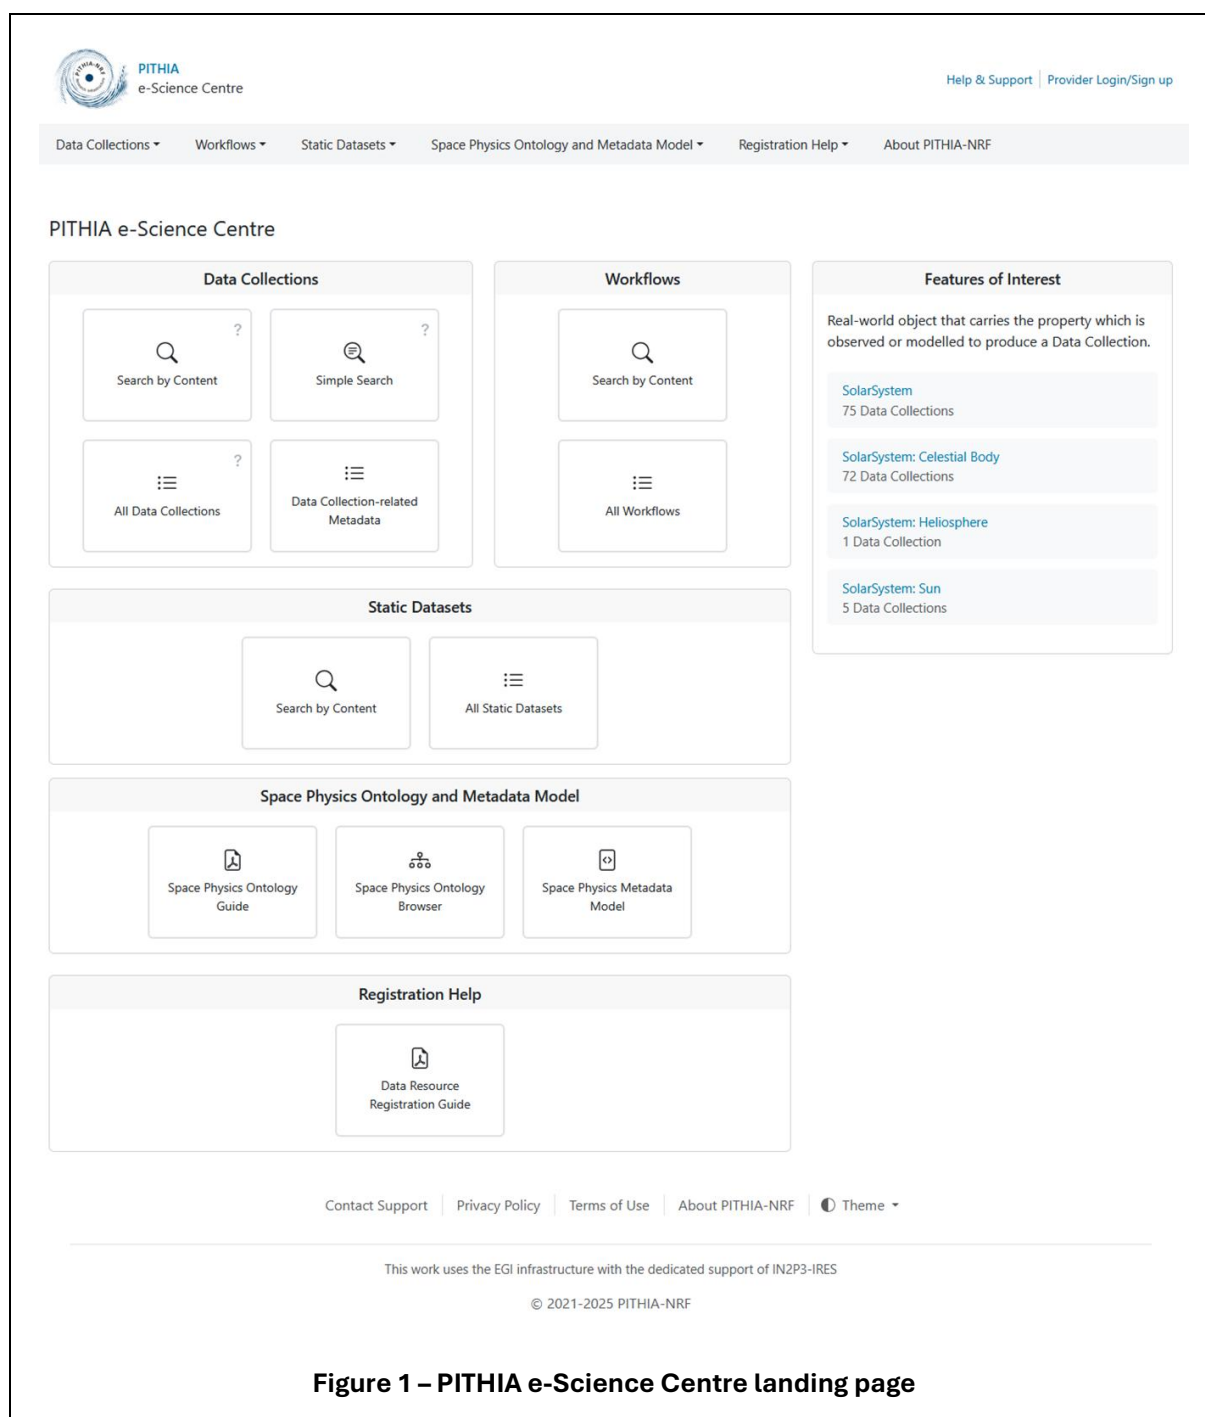 PITHIA
e-Science Centre
Help & Support
Provider Login/Sign up
Data Collections
Workflows
Static Datasets
Space Physics Ontology and Metadata Model
Registration Help
About PITHIA-NRF
PITHIA e-Science Centre
Data Collections
?
Search by Content
?
Simple Search
?
All Data Collections
Data Collection-related
Metadata
Workflows
Search by Content
All Workflows
Features of Interest
Real-world object that carries the property which is
observed or modelled to produce a Data Collection.
SolarSystem
75 Data Collections
SolarSystem: Celestial Body
72 Data Collections
SolarSystem: Heliosphere
1 Data Collection
SolarSystem: Sun
5 Data Collections
Static Datasets
Search by Content
All Static Datasets
Space Physics Ontology and Metadata Model
Space Physics Ontology
Guide
Space Physics Ontology
Browser
Space Physics Metadata
Model
Registration Help
Data Resource
Registration Guide
Contact Support
Privacy Policy
Terms of Use
About PITHIA-NRF
Theme
This work uses the EGI infrastructure with the dedicated support of IN2P3-IRES
© 2021-2025 PITHIA-NRF
Figure 1 – PITHIA e-Science Centre landing page